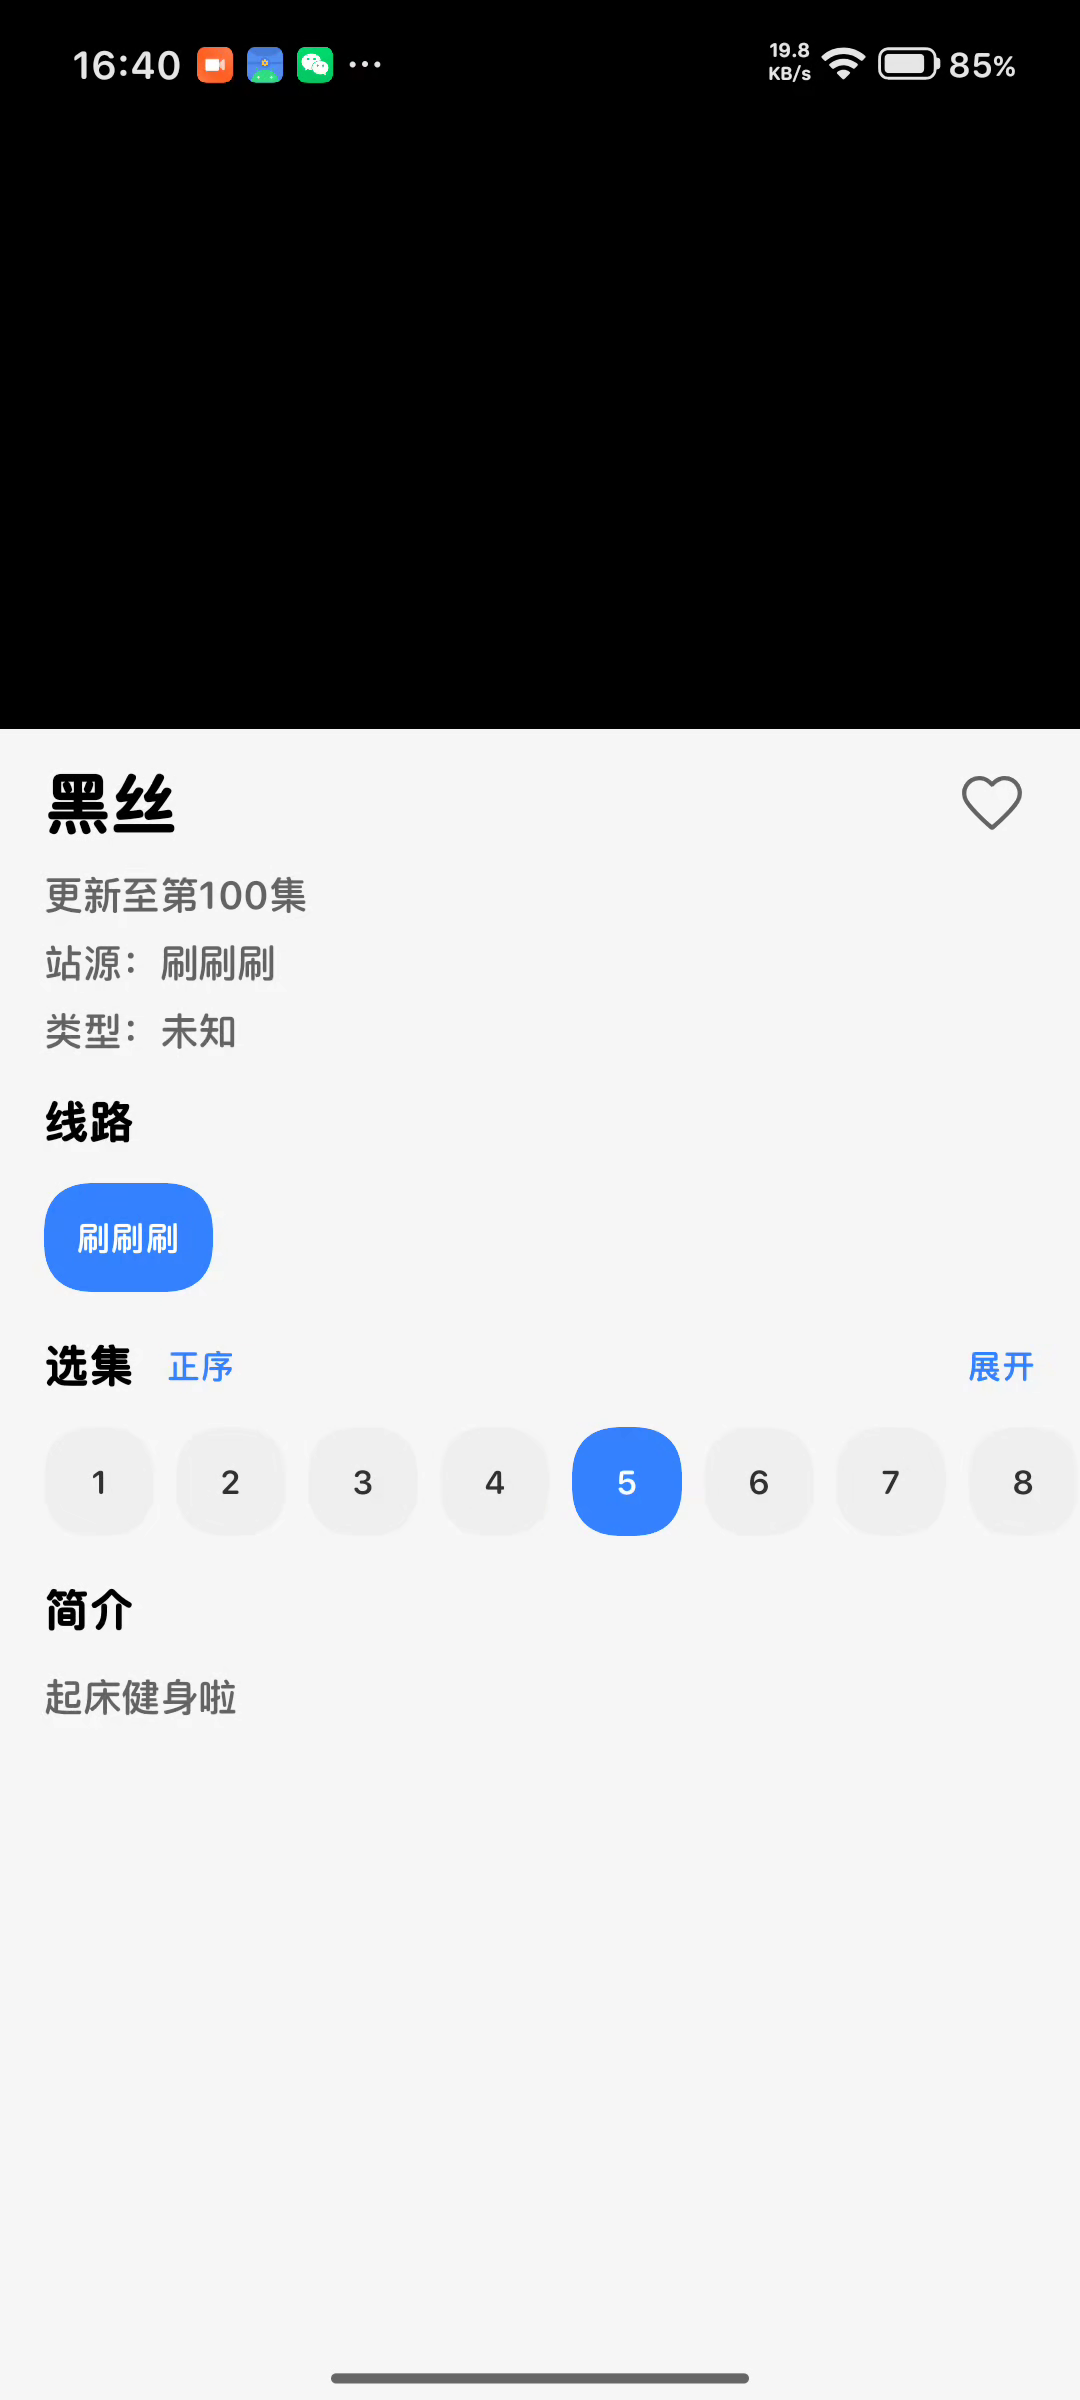 16:40
19.8 KB/s
85%
黑丝
更新至第100集
站源：刷刷刷
类型：未知
线路
刷刷刷
选集 正序 展开
1 2 3 4 5 6 7 8
简介
起床健身啦